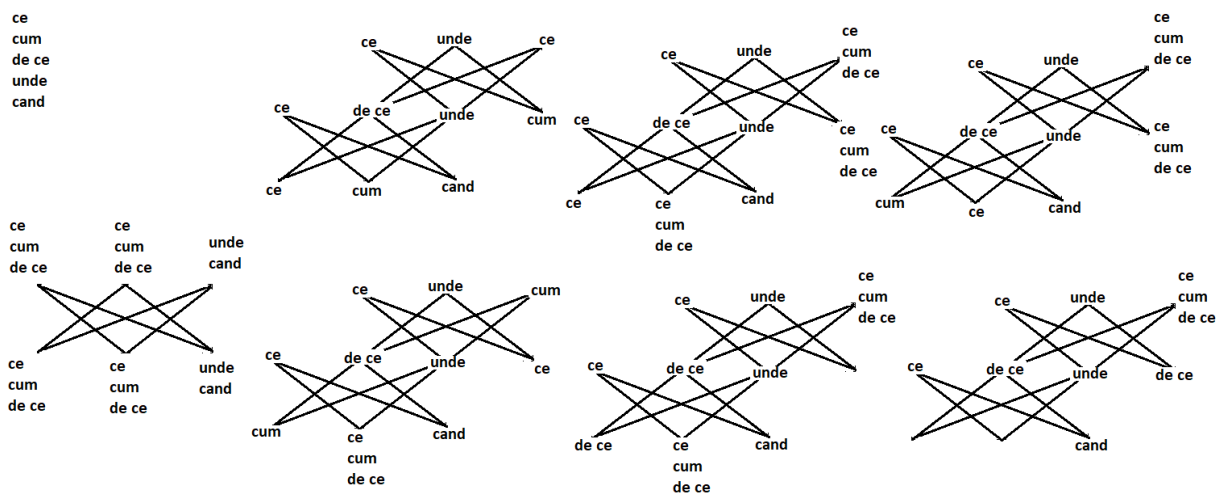 ce
cum
de ce
unde
cand
ce unde ce
de ce unde cum
ce
ce cum cand
ce unde ce
cum
de ce
ce de ce unde ce
cum
de ce
ce ce cand
cum
de ce
ce unde ce
cum
de ce
ce de ce unde ce
cum
de ce
cum ce cand
ce ce unde
cum cum cand
de ce de ce
ce ce unde
cum cum cand
de ce de ce
ce unde cum
ce de ce unde ce
cum ce cand
cum
de ce
ce unde ce
cum
de ce
ce de ce unde
de ce ce cand
cum
de ce
ce unde ce
cum
de ce
ce de ce unde de ce
cand